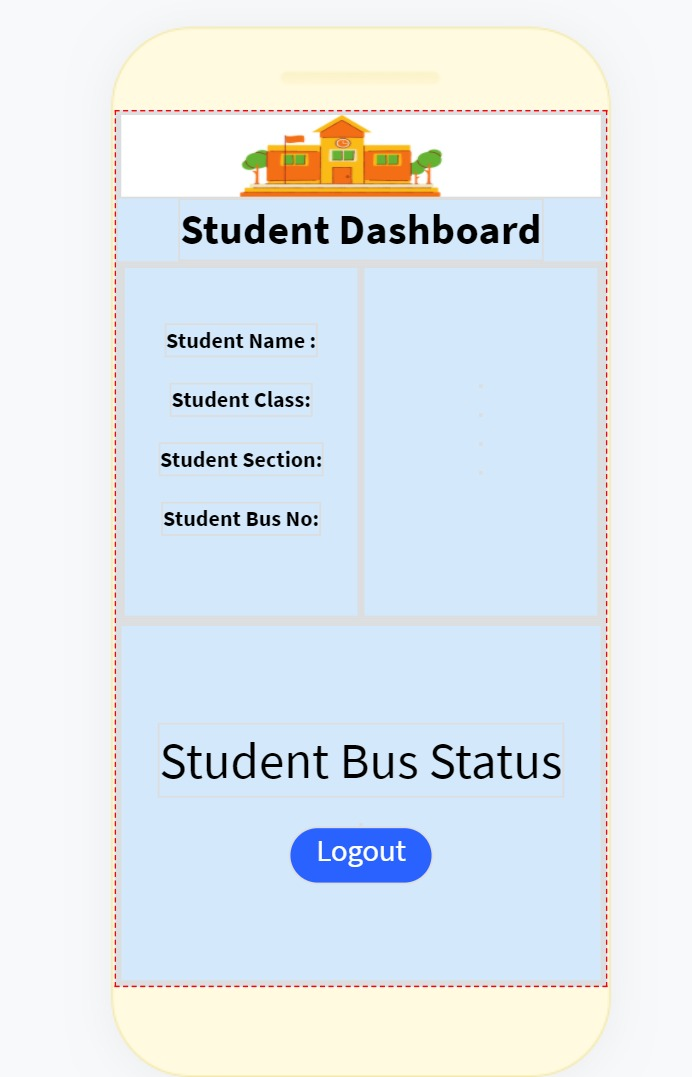 Student Dashboard
Student Name :
Student Class:
Student Section:
Student Bus No:
Student Bus Status
Logout